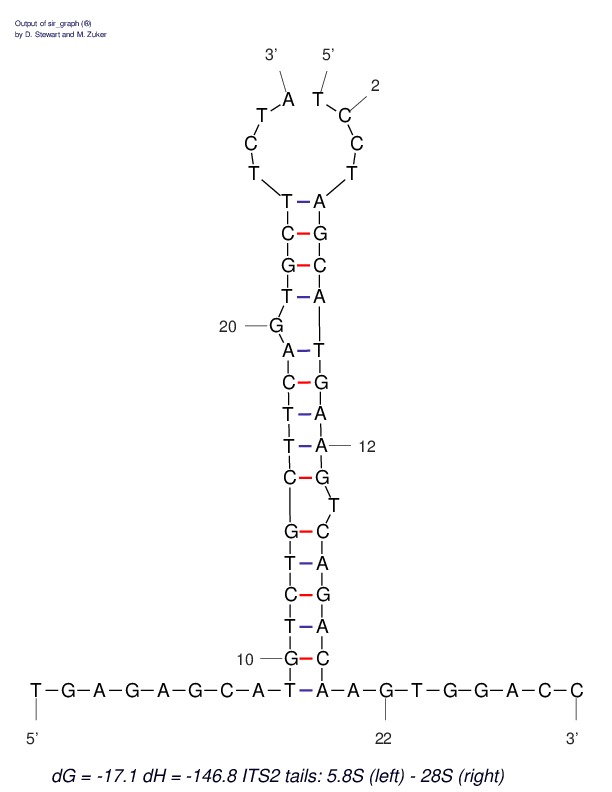 Output of sir_graph (®)
by D. Stewart and M. Zuker
3' 5'
2
A T
T C
C C
T T
T A
C G
G C
T A
20 G
A T
C G
T A
T A 12
C G
T
G C
T A
C G
T A
10 G C
T-G-A-G-A-G-C-A-T A-A-G-T-G-G-A-C-C
5' 22 3'
dG = -17.1 dH = -146.8 ITS2 tails: 5.8S (left) - 28S (right)